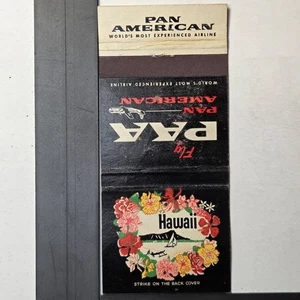 PAN
AMERICAN
WORLD'S MOST EXPERIENCED AIRLINE
WORLD'S MOST EXPERIENCED AIRLINE
PAN
AMERICAN
PAA
Fly
Hawaii
STRIKE ON THE BACK COVER